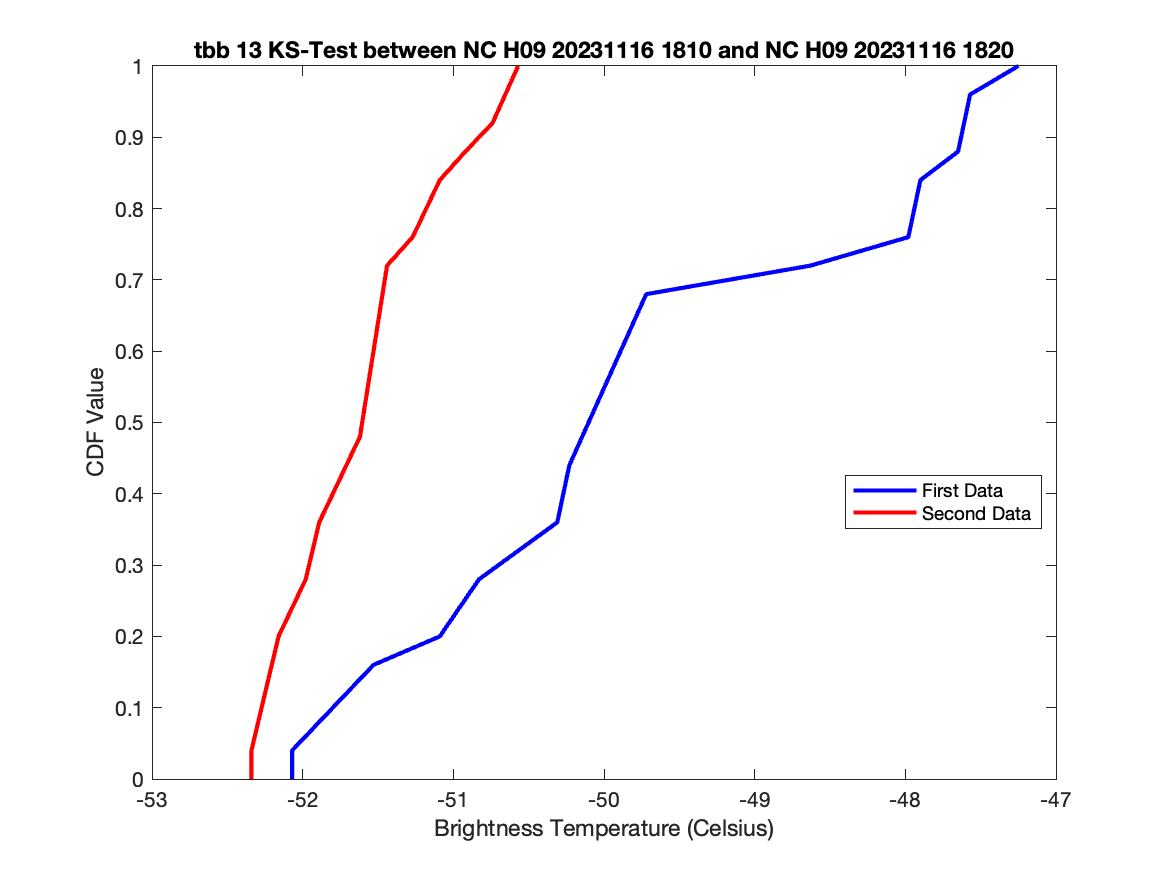 tbb 13 KS-Test between NC H09 20231116 1810 and NC H09 20231116 1820
1
0.9
0.8
0.7
0.6
0.5
0.4
0.3
0.2
0.1
0
CDF Value
First Data
Second Data
-53 -52 -51 -50 -49 -48 -47
Brightness Temperature (Celsius)